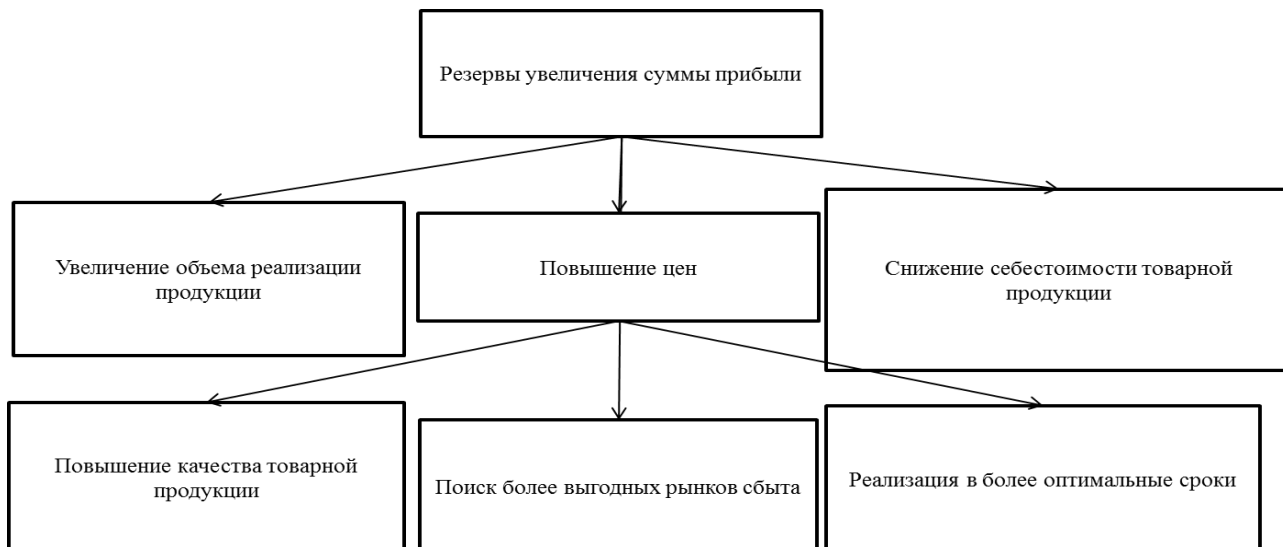 Резервы увеличения суммы прибыли
Увеличение объема реализации
продукции
Повышение цен
Снижение себестоимости товарной
продукции
Повышение качества товарной
продукции
Поиск более выгодных рынков сбыта
Реализация в более оптимальные сроки